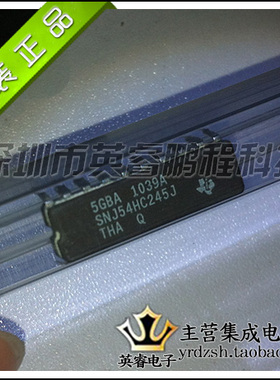 装正品
深圳市英睿鹏程科技
5GBA 1039A
SNJ54HC245J
THA Q
英睿电子
主营集成电
yrdzsh.taobao